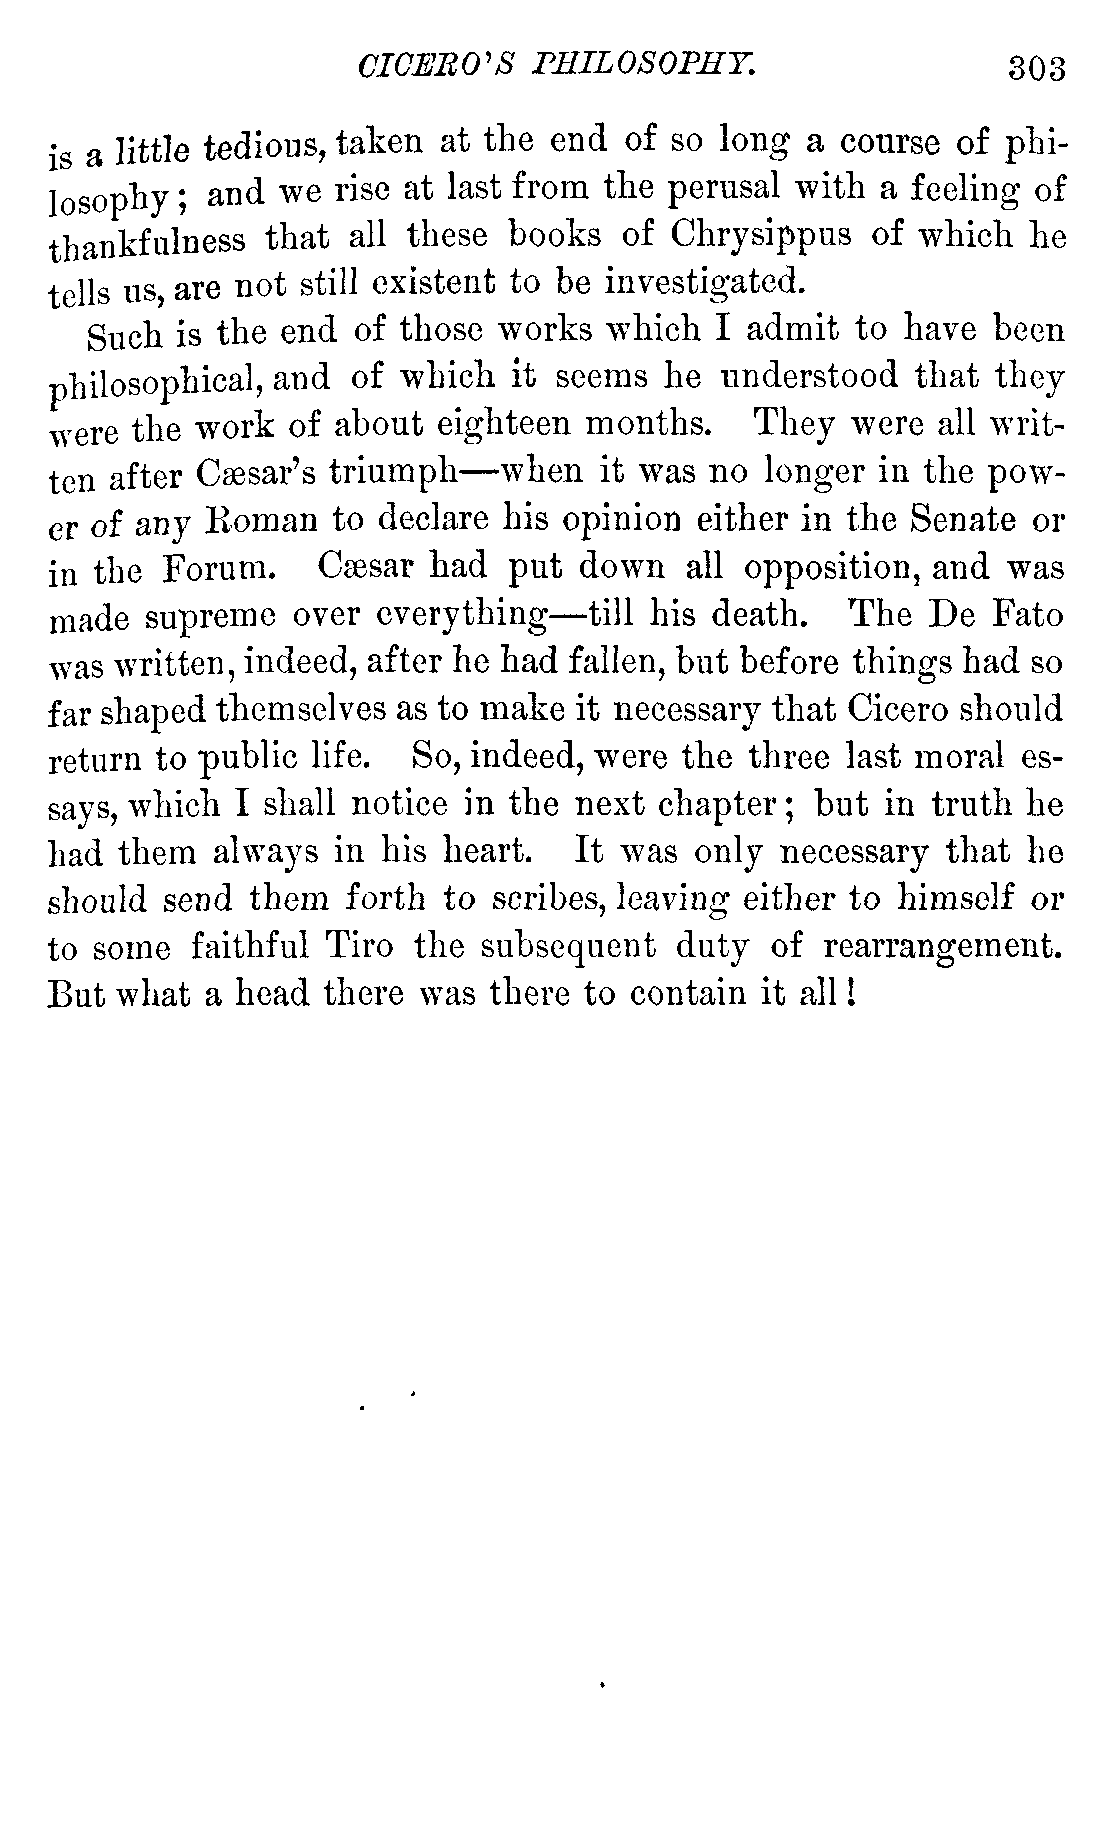 CICERO'S PHILOSOPHY. 303
is a little tedious, taken at the end of so long a course of phi-
losophy; and we rise at last from the perusal with a feeling of
thankfulness that all these books of Chrysippus of which he
tells us, are not still existent to be investigated.
Such is the end of those works which I admit to have been
philosophical, and of which it seems he understood that they
were the work of about eighteen months. They were all writ-
ten after Cæsar's triumph—when it was no longer in the pow-
er of any Roman to declare his opinion either in the Senate or
in the Forum. Cæsar had put down all opposition, and was
made supreme over everything—till his death. The De Fato
was written, indeed, after he had fallen, but before things had so
far shaped themselves as to make it necessary that Cicero should
return to public life. So, indeed, were the three last moral es-
says, which I shall notice in the next chapter; but in truth he
had them always in his heart. It was only necessary that he
should send them forth to scribes, leaving either to himself or
to some faithful Tiro the subsequent duty of rearrangement.
But what a head there was there to contain it all!